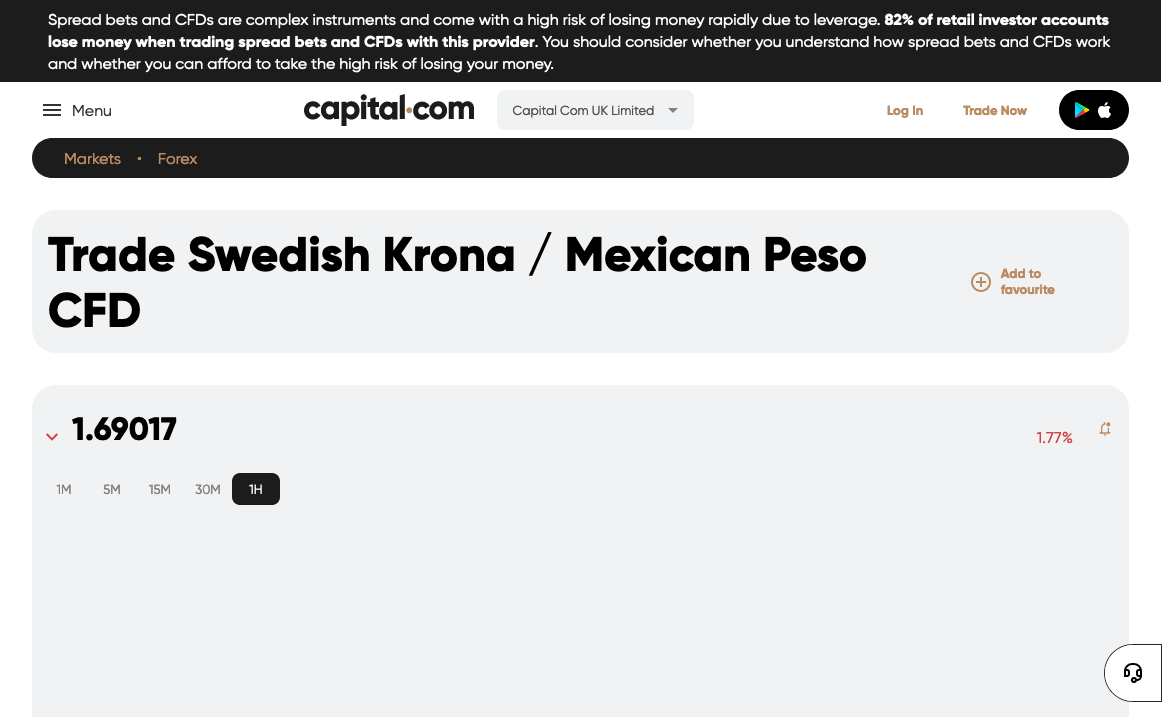 Spread bets and CFDs are complex instruments and come with a high risk of losing money rapidly due to leverage. 82% of retail investor accounts
lose money when trading spread bets and CFDs with this provider. You should consider whether you understand how spread bets and CFDs work
and whether you can afford to take the high risk of losing your money.
Menu
capital.com
Capital Com UK Limited
Log In
Trade Now
Markets
Forex
Trade Swedish Krona / Mexican Peso
CFD
Add to
favourite
1.69017
1.77%
1M
5M
15M
30M
1H